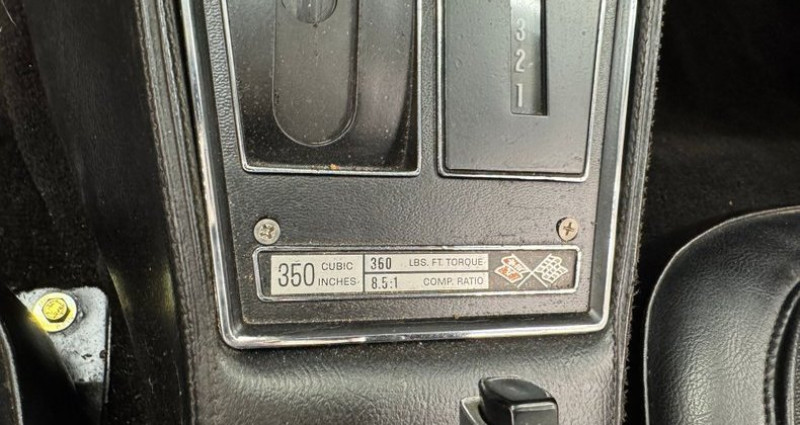 3
2
1
350 CUBIC INCHES
360 LBS. FT. TORQUE
8.5:1 COMP. RATIO